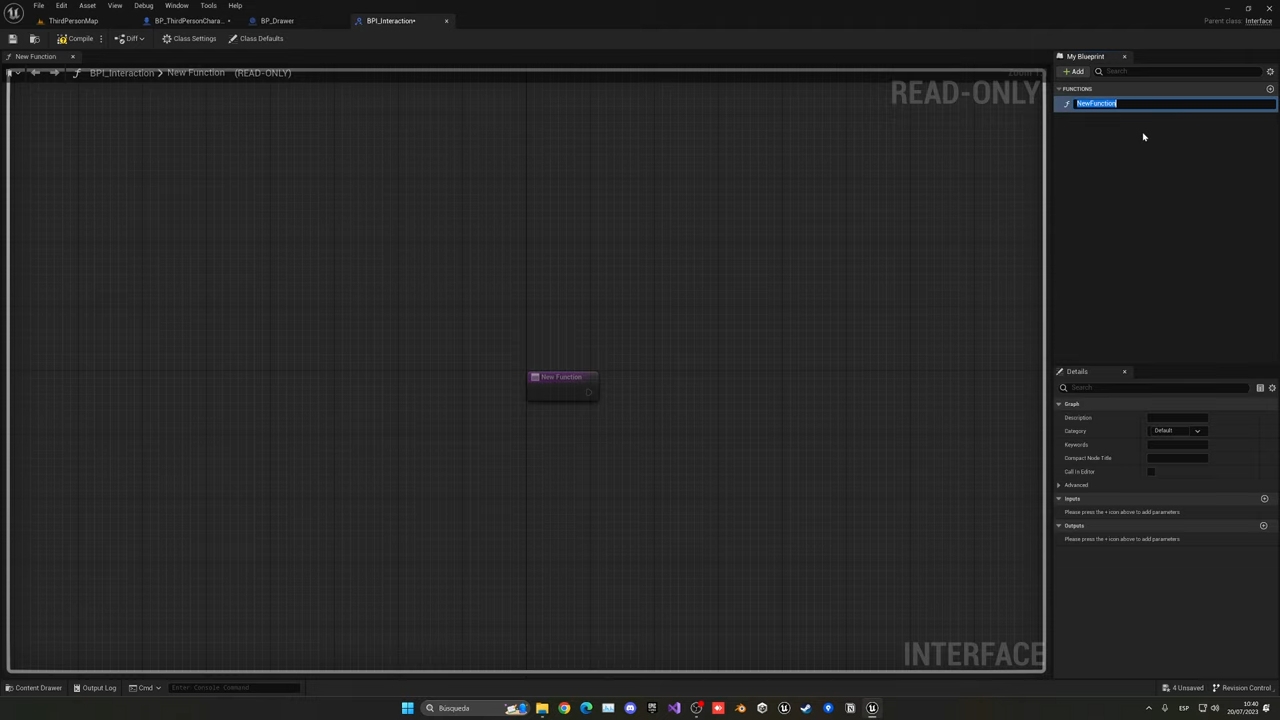 File Edit Asset View Debug Window Tools Help
ThirdPersonMap BP_ThirdPersonChara... BP_Drawer BPI_Interaction•
Parent class: Interface
Compile Diff Class Settings Class Defaults
New Function
BPI_Interaction > New Function (READ-ONLY)
READ-ONLY
New Function
INTERFACE
My Blueprint
+ Add Search
FUNCTIONS
NewFunction
Details
Search
Graph
Description
Category Default
Keywords
Compact Node Title
Call In Editor
Advanced
Inputs
Please press the + icon above to add parameters
Outputs
Please press the + icon above to add parameters
Content Drawer Output Log Cmd Enter Console Command 4 Unsaved Revision Control
Búsqueda
ESP
10:40
20/07/2023